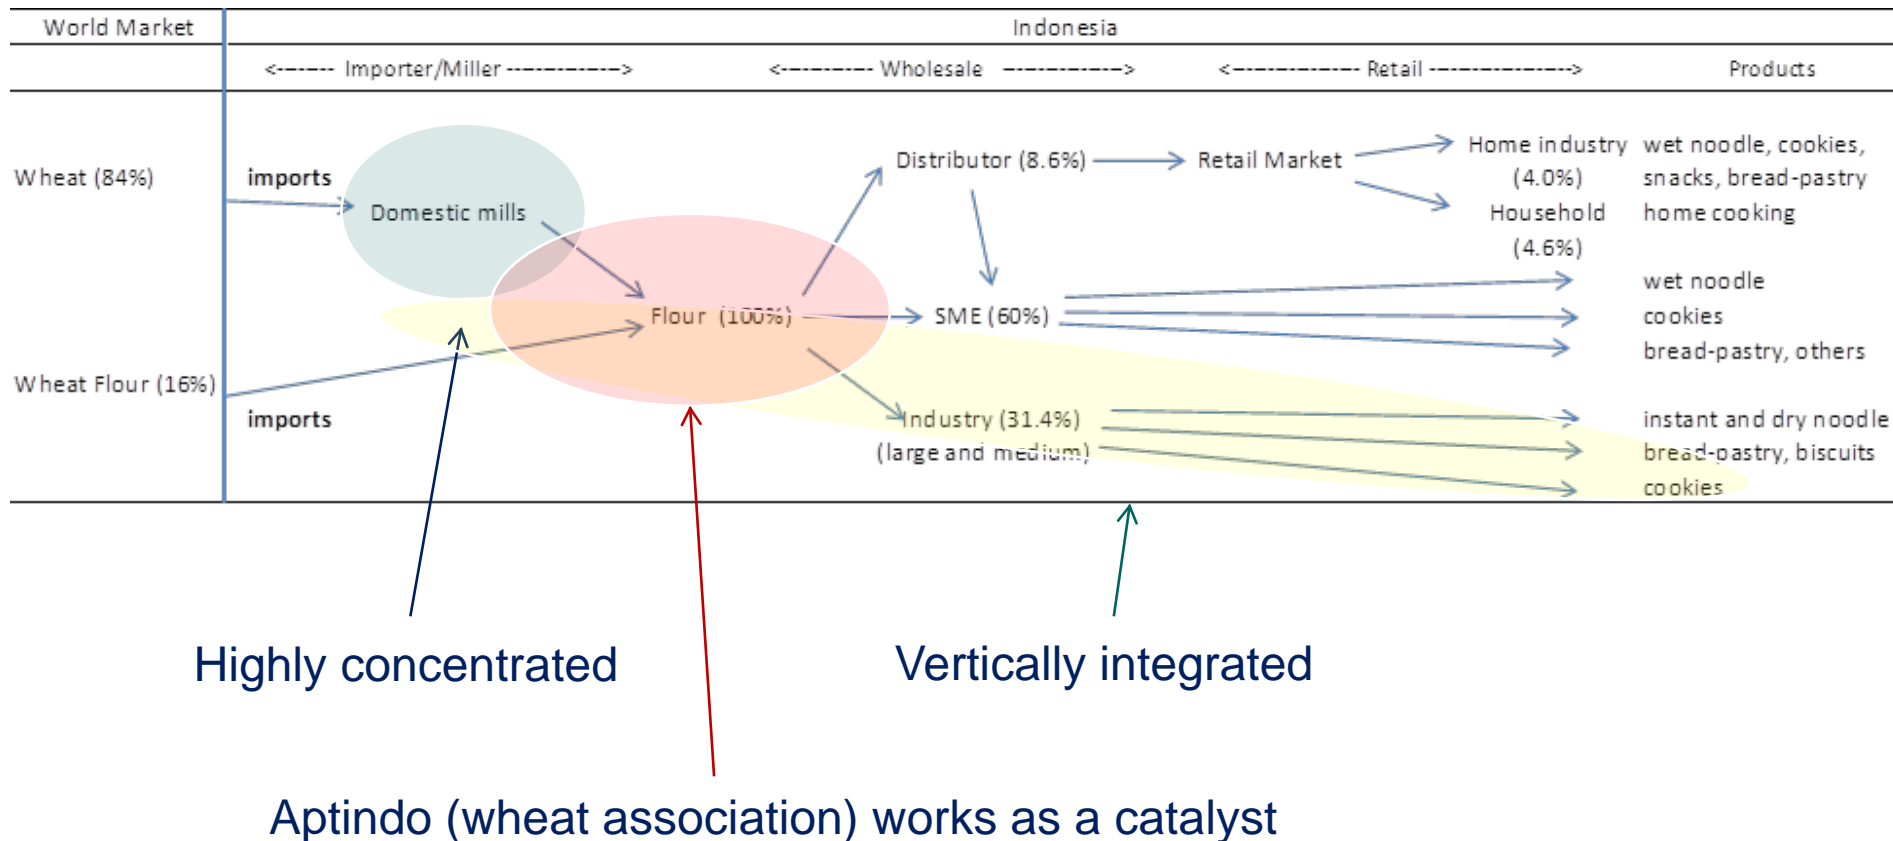 World Market Indonesia
<------- Importer/Miller -------------> <----------- Wholesale -------------> <-------------- Retail ----------------> Products
Wheat (84%)
imports
Domestic mills
Flour (100%)
Wheat Flour (16%)
imports
Distributor (8.6%)
Retail Market
Home industry
(4.0%)
wet noodle, cookies,
snacks, bread-pastry
Household
(4.6%)
home cooking
SME (60%)
wet noodle
cookies
bread-pastry, others
Industry (31.4%)
(large and medium)
instant and dry noodle
bread-pastry, biscuits
cookies
Highly concentrated
Vertically integrated
Aptindo (wheat association) works as a catalyst